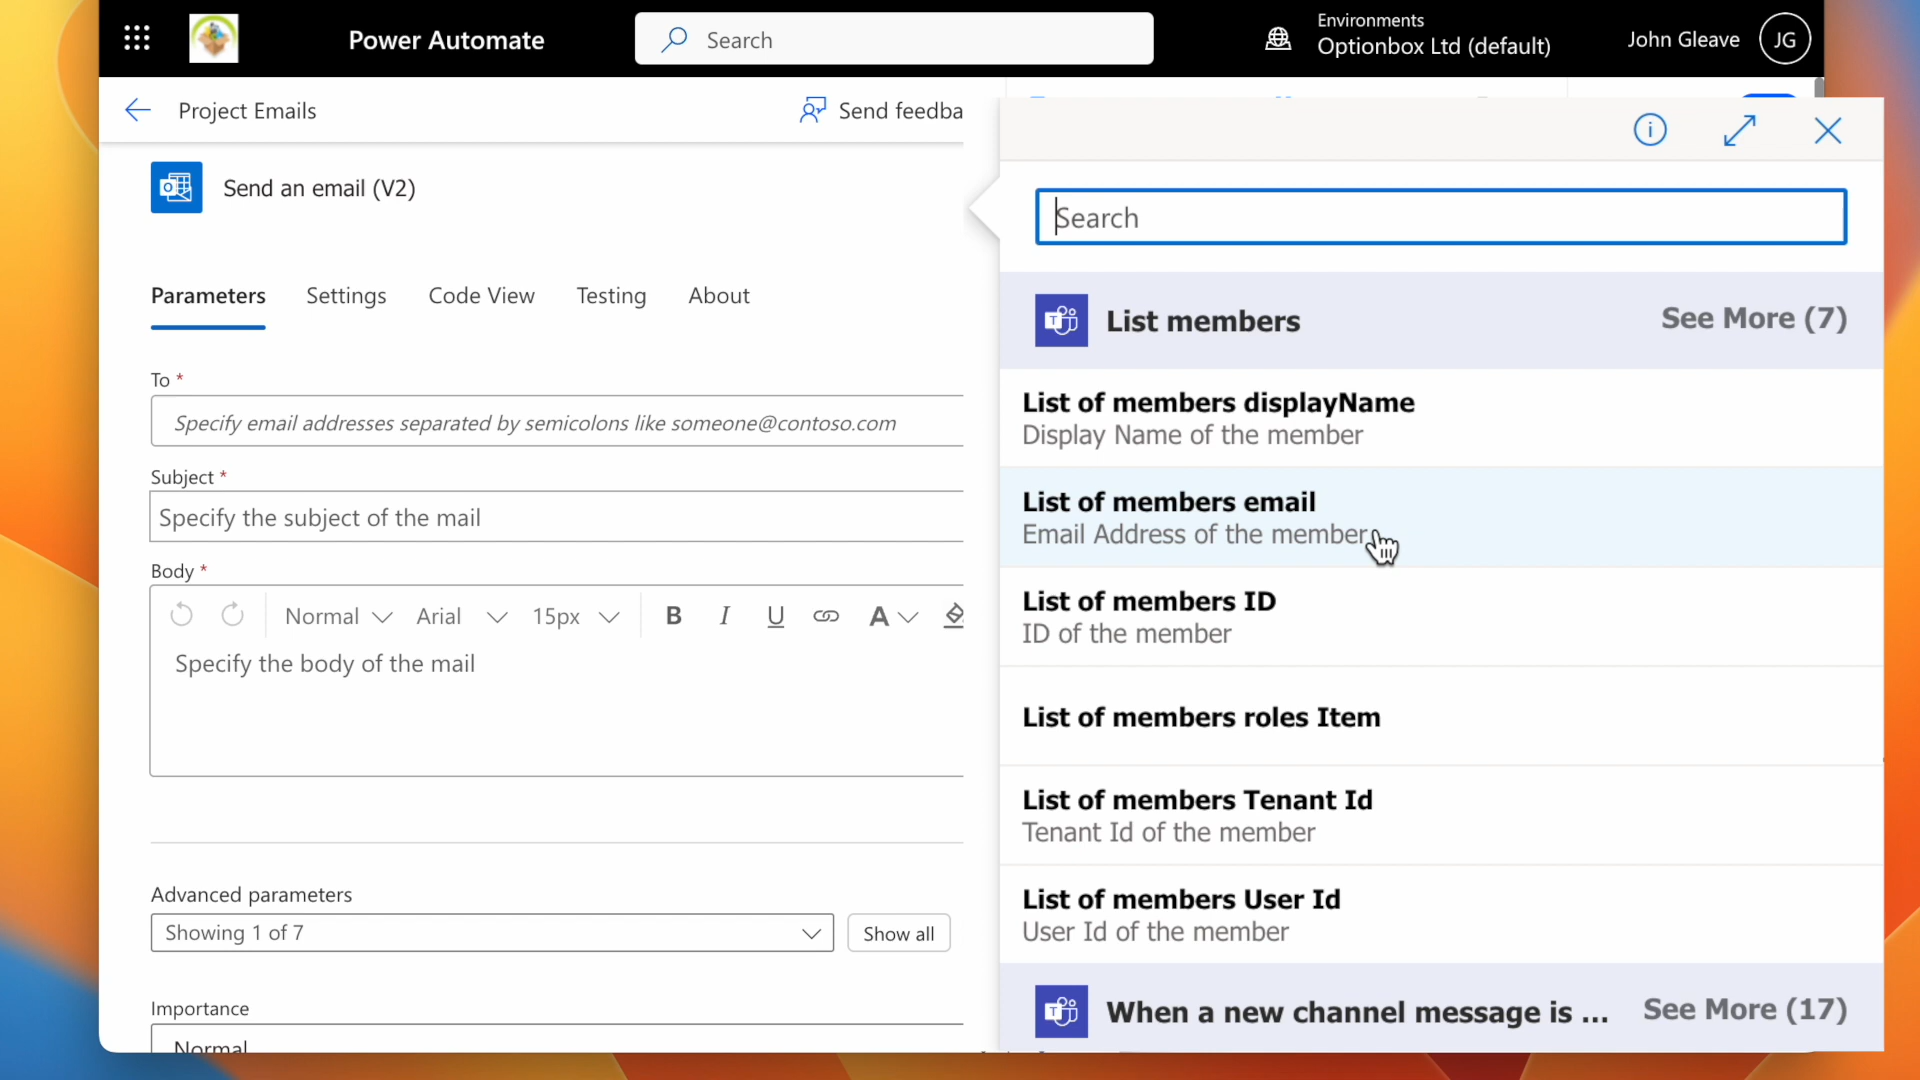 Power Automate
Search
Environments
Optionbox Ltd (default)
John Gleave
JG
Project Emails
Send feedba
Send an email (V2)
Parameters
Settings
Code View
Testing
About
To *
Specify email addresses separated by semicolons like someone@contoso.com
Subject *
Specify the subject of the mail
Body *
Normal
Arial
15px
B
I
U
A
Specify the body of the mail
Advanced parameters
Showing 1 of 7
Show all
Importance
Normal
Search
List members
See More (7)
List of members displayName
Display Name of the member
List of members email
Email Address of the member
List of members ID
ID of the member
List of members roles Item
List of members Tenant Id
Tenant Id of the member
List of members User Id
User Id of the member
When a new channel message is ...
See More (17)